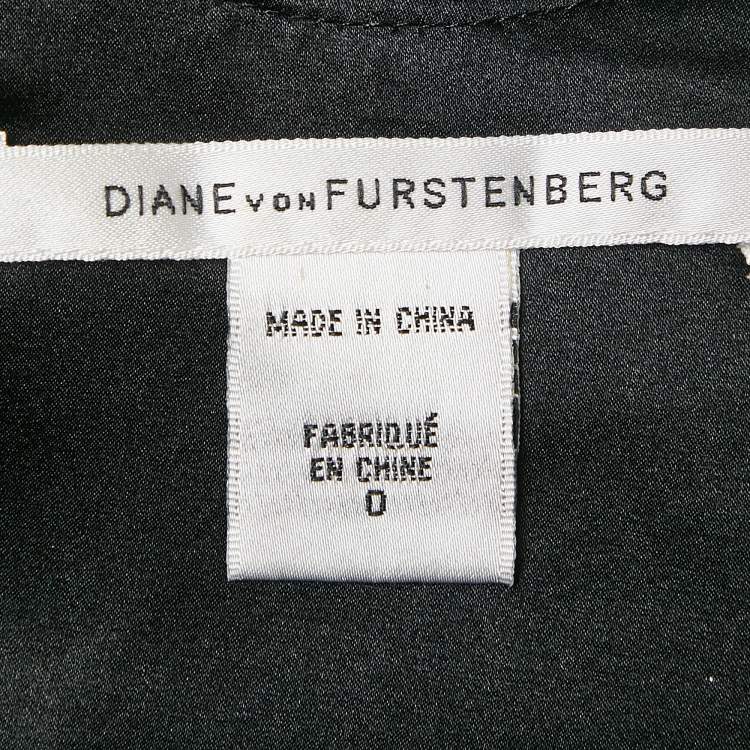 DIANE VON FURSTENBERG
MADE IN CHINA
FABRIQUÉ
EN CHINE
0